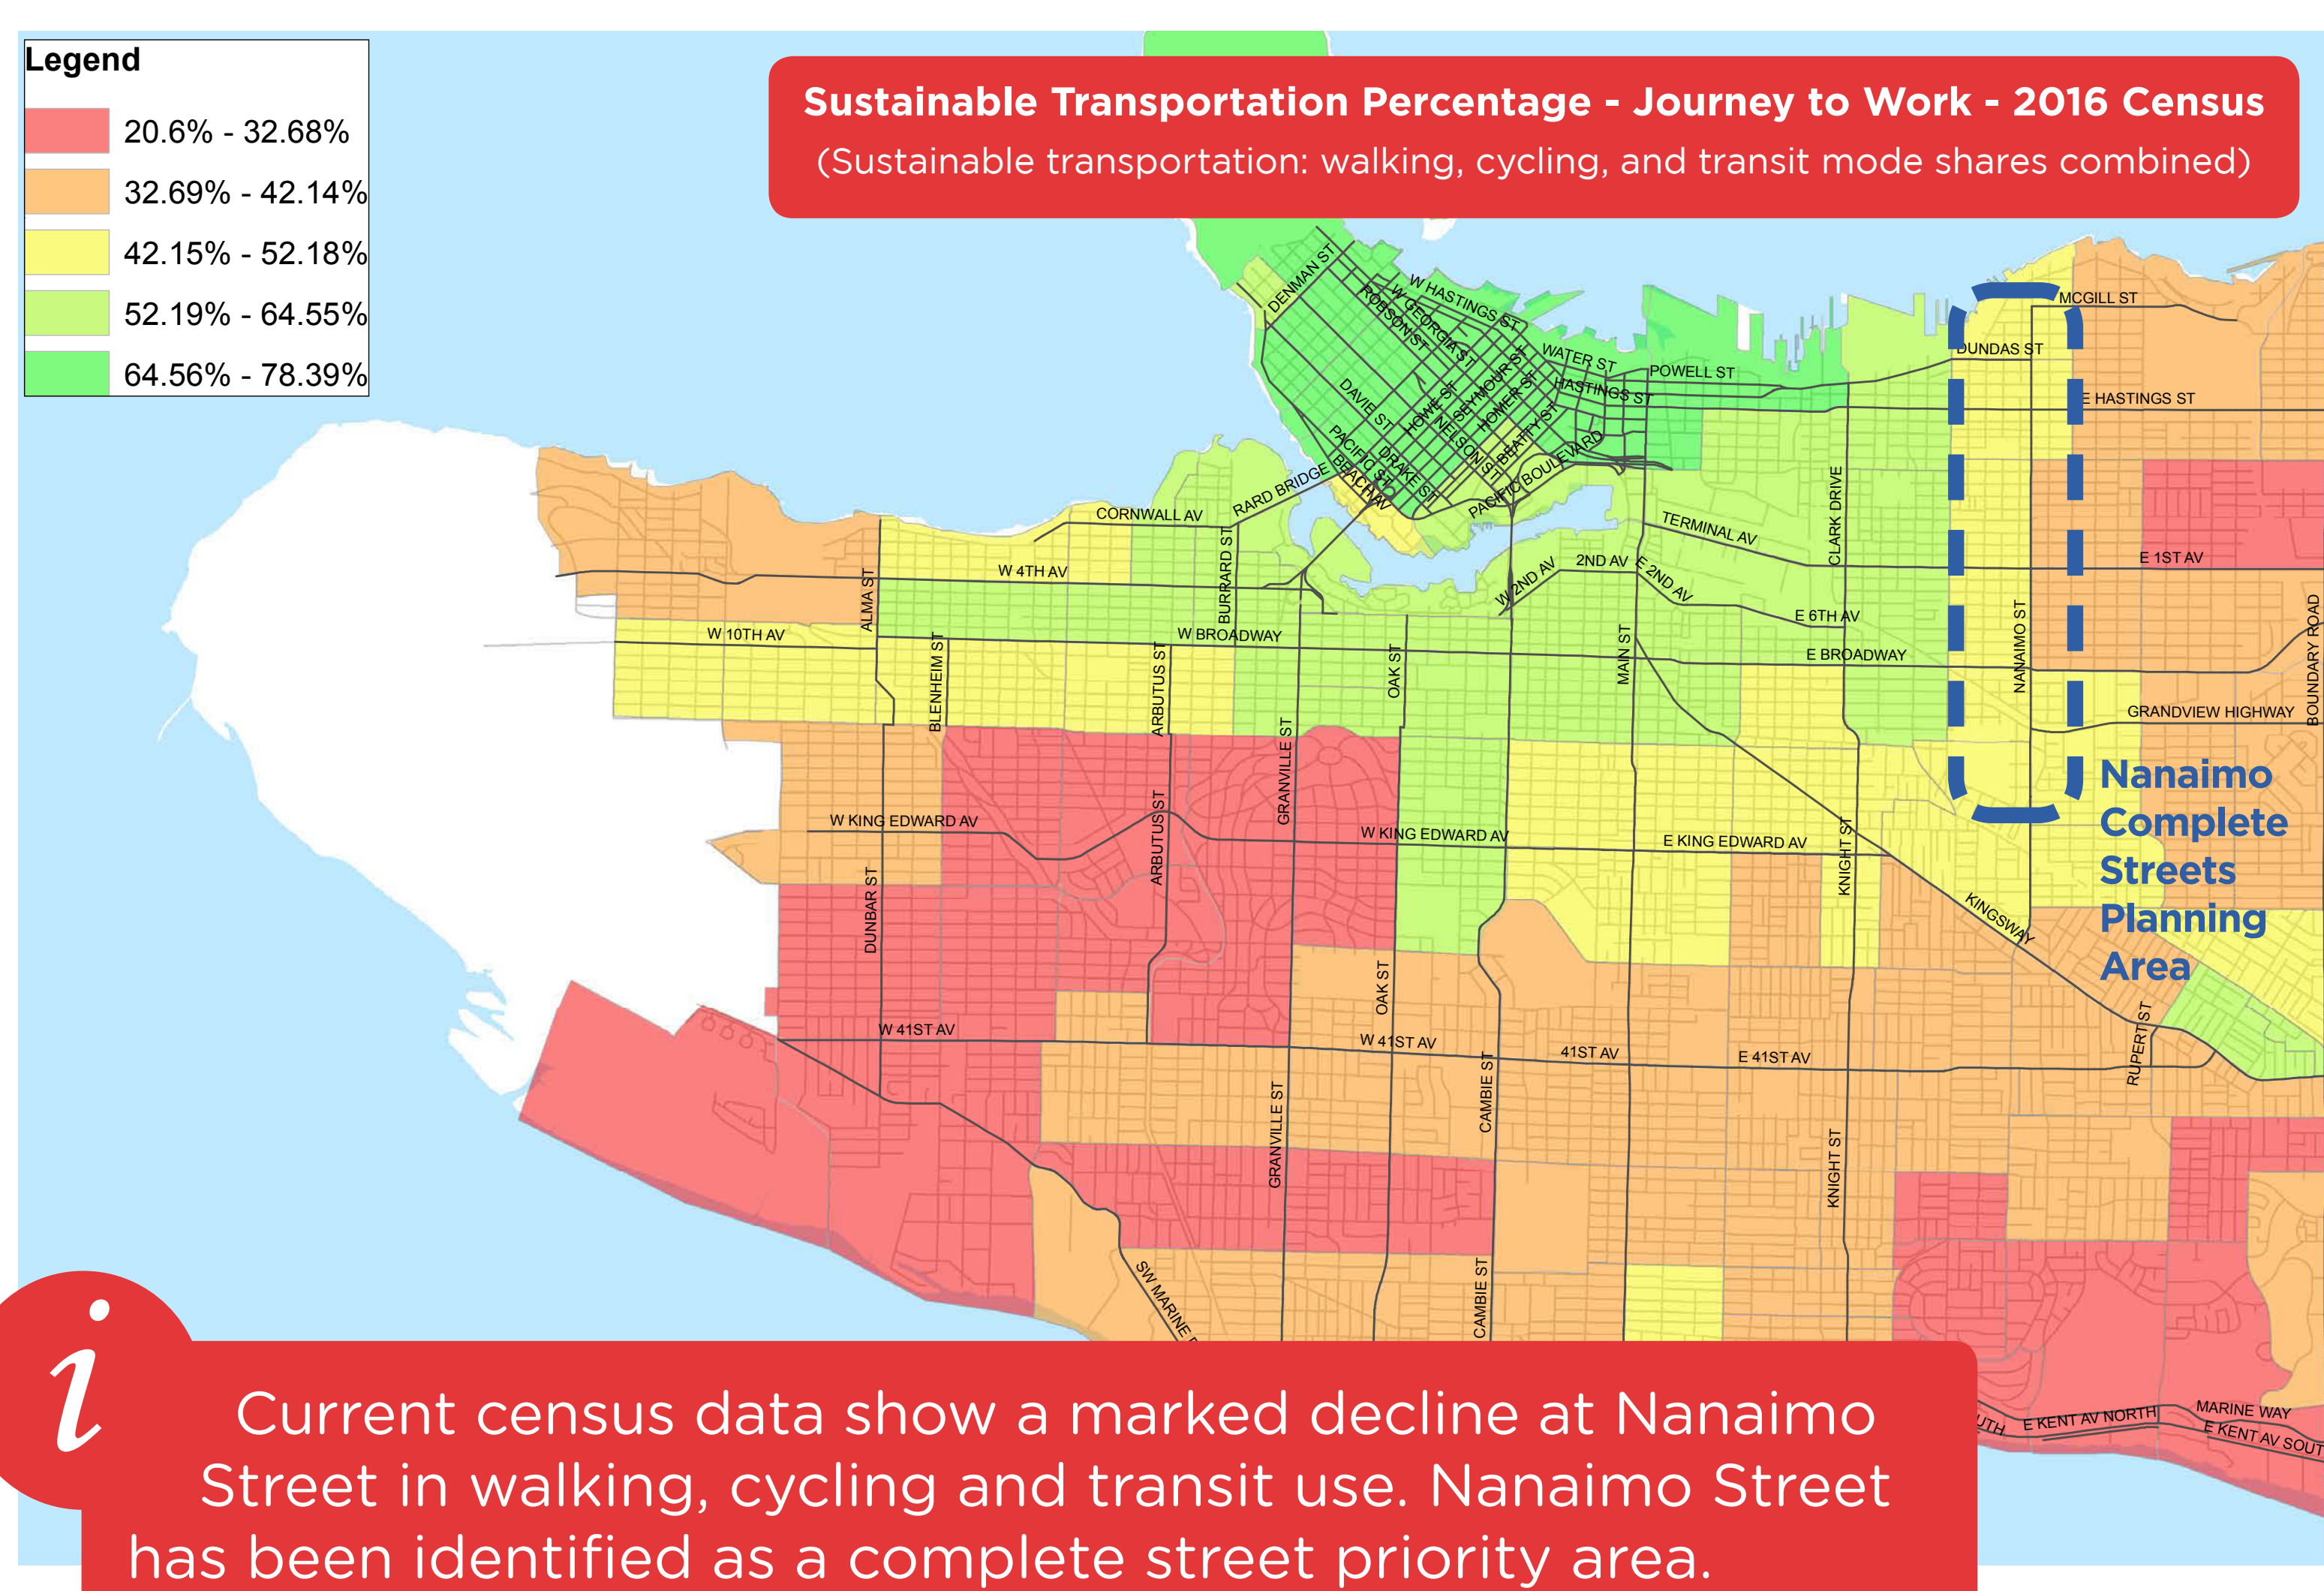 Legend
20.6% - 32.68%
32.69% - 42.14%
42.15% - 52.18%
52.19% - 64.55%
64.56% - 78.39%
Sustainable Transportation Percentage - Journey to Work - 2016 Census
(Sustainable transportation: walking, cycling, and transit mode shares combined)
DENMAN ST
W HASTINGS ST
W GEORGIA ST
ROBSON ST
WATER ST
POWELL ST
HASTINGS ST
SEYMOUR ST
HOMER ST
HOWE ST
DAVIE ST
NELSON ST
BEATTY ST
PACIFIC ST
DRAKE ST
BEACH AV
PACIFIC BOULEVARD
RARD BRIDGE
MCGILL ST
DUNDAS ST
E HASTINGS ST
CORNWALL AV
BURRARD ST
TERMINAL AV
CLARK DRIVE
E 1ST AV
W 4TH AV
ALMA ST
W 2ND AV
2ND AV
E 2ND AV
E 6TH AV
NANAIMO ST
BOUNDARY ROAD
W 10TH AV
BLENHEIM ST
ARBUTUS ST
W BROADWAY
OAK ST
MAIN ST
E BROADWAY
GRANDVIEW HIGHWAY
GRANVILLE ST
W KING EDWARD AV
ARBUTUS ST
W KING EDWARD AV
E KING EDWARD AV
KNIGHT ST
Nanaimo
Complete
Streets
Planning
Area
DUNBAR ST
KINGSWAY
OAK ST
W 41ST AV
W 41ST AV
41ST AV
E 41ST AV
RUPERT ST
GRANVILLE ST
CAMBIE ST
KNIGHT ST
SW MARINE
CAMBIE ST
UTH
E KENT AV NORTH
MARINE WAY
E KENT AV SOUT
i
Current census data show a marked decline at Nanaimo
Street in walking, cycling and transit use. Nanaimo Street
has been identified as a complete street priority area.